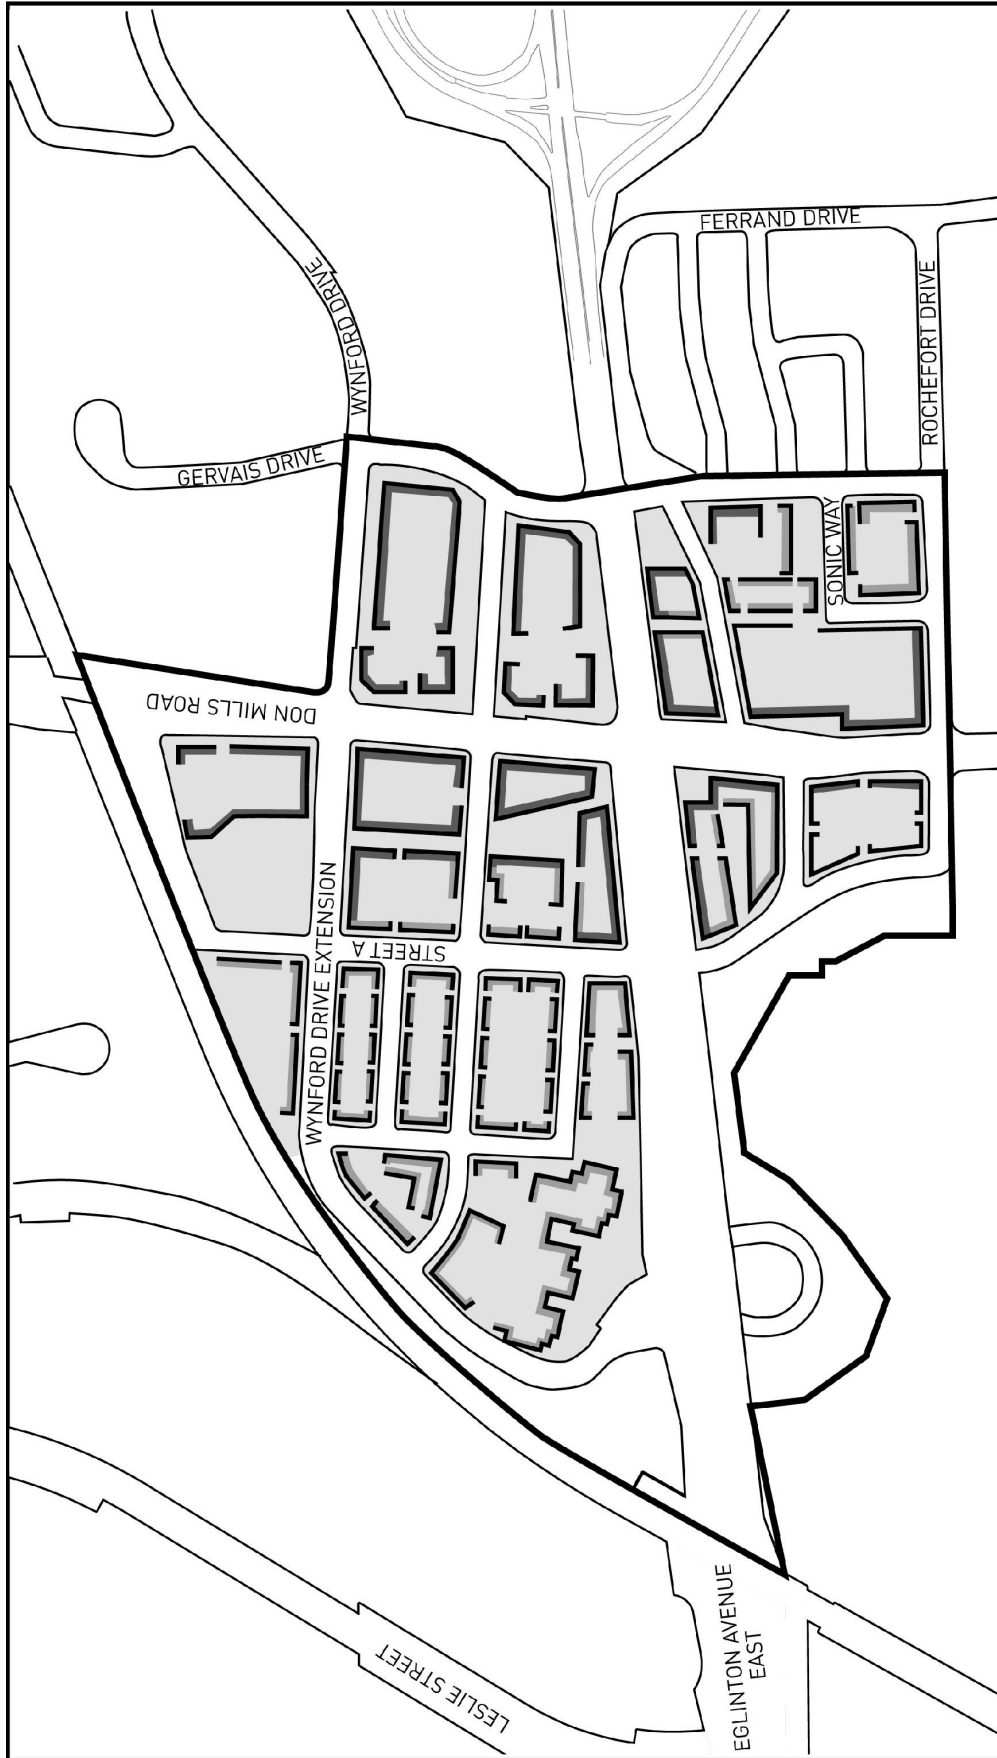 FERRAND DRIVE
WYNFORD DRIVE
ROCHEFORT DRIVE
GERVAIS DRIVE
SONIC WAY
DON MILLS ROAD
WYNFORD DRIVE EXTENSION
STREET A
EGLINTON AVENUE
EAST
LESLIE STREET